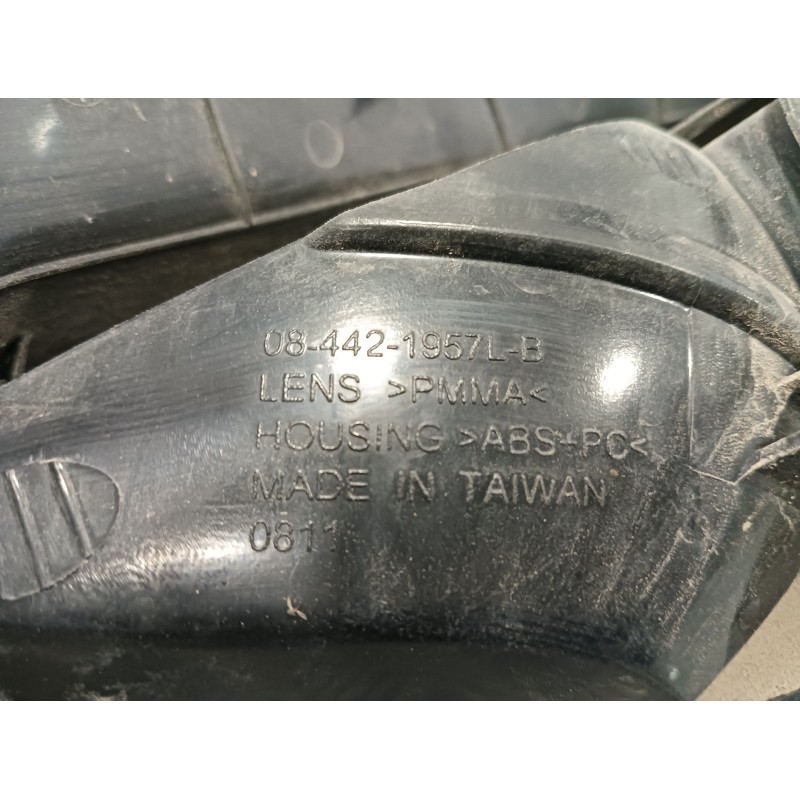 08-442-1957L-B
LENS >PMMA<
HOUSING >ABS+PC<
MADE IN TAIWAN
0811